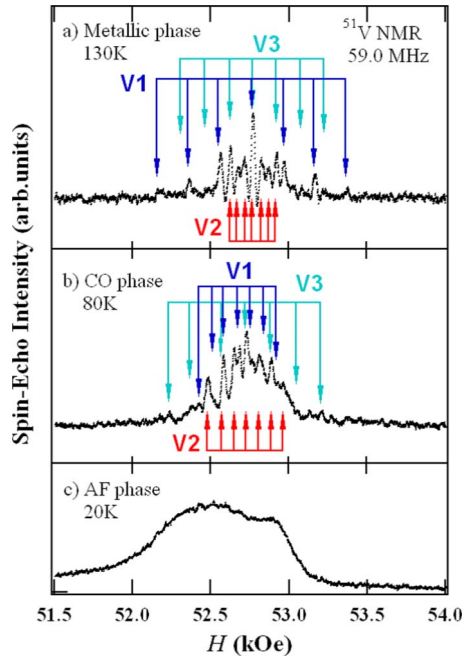 a) Metallic phase
130K
⁵¹V NMR
59.0 MHz
V3
V1
V2
b) CO phase
80K
V1
V3
V2
c) AF phase
20K
Spin-Echo Intensity (arb.units)
51.5 52.0 52.5 53.0 53.5 54.0
H (kOe)